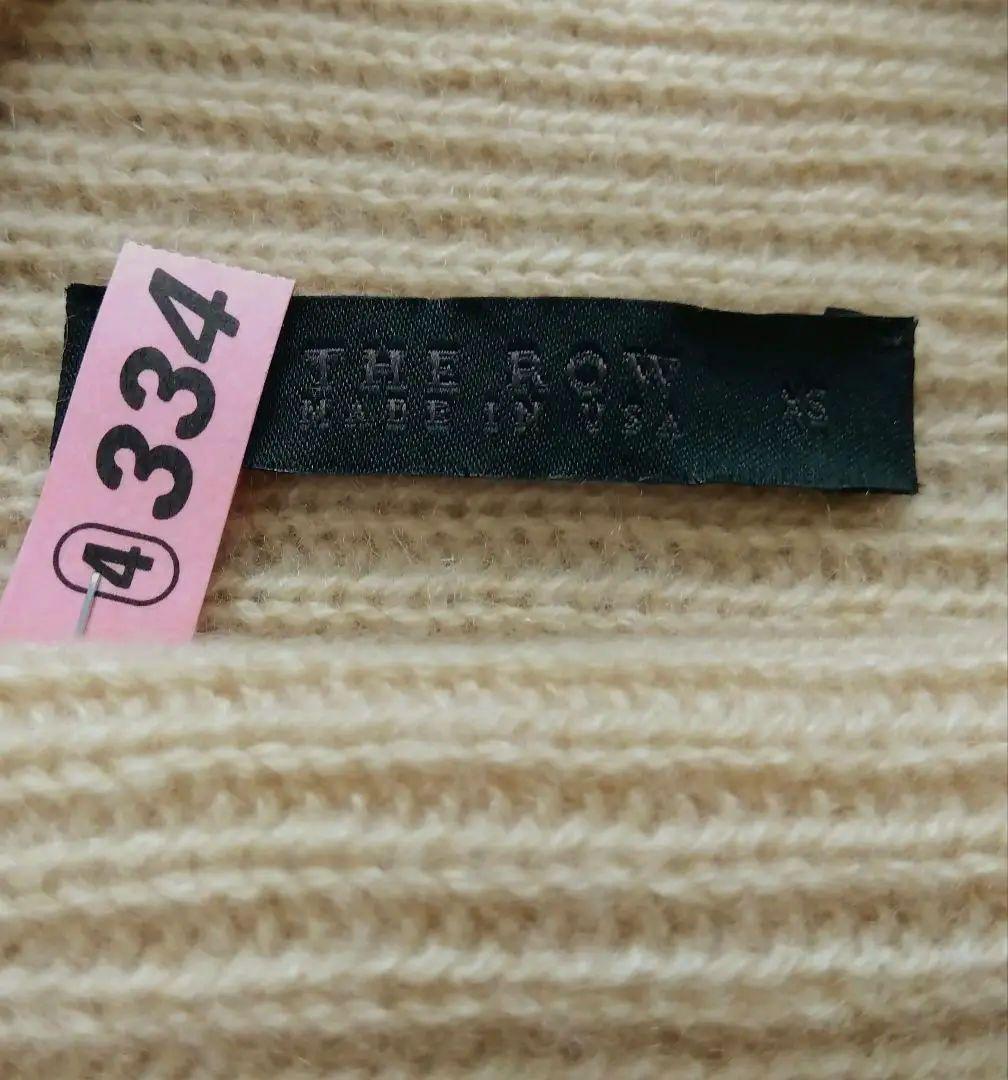 THE ROW
MADE IN USA
XS
334
4